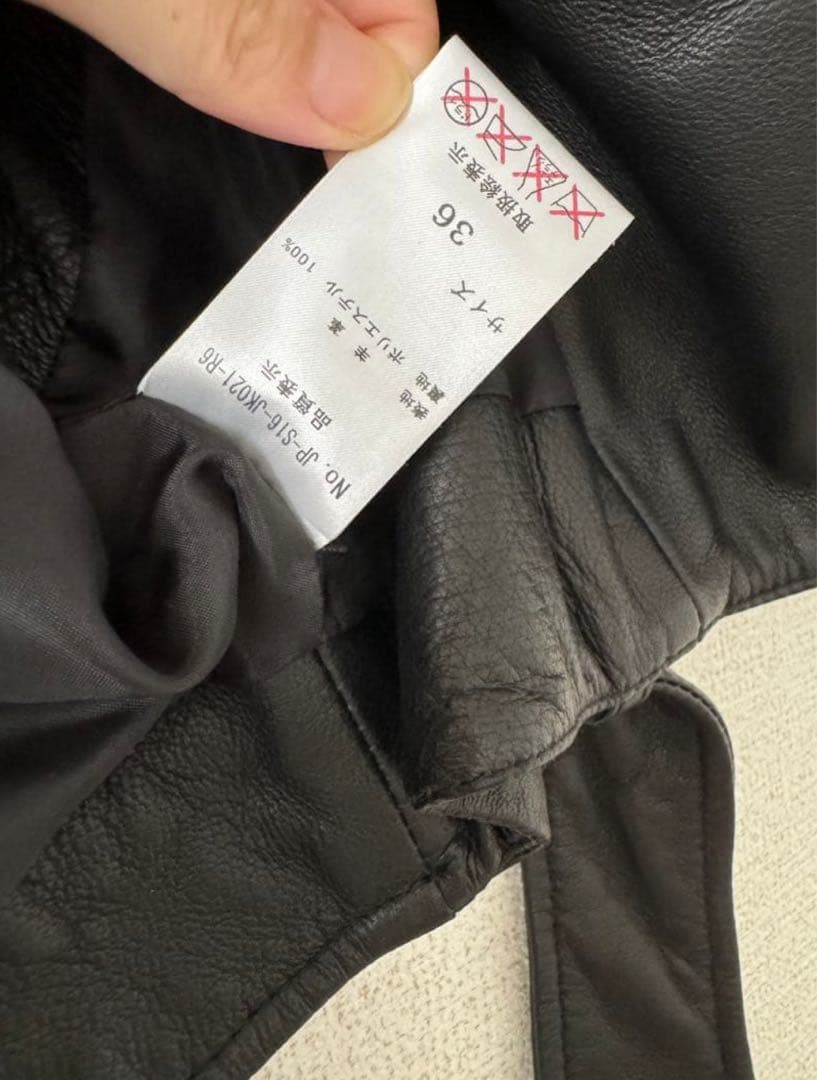 No. JP-S16-JK021-R6
品質表示
表地 羊 革
裏地 ポリエステル 100%
サイズ 36
取扱絵表示